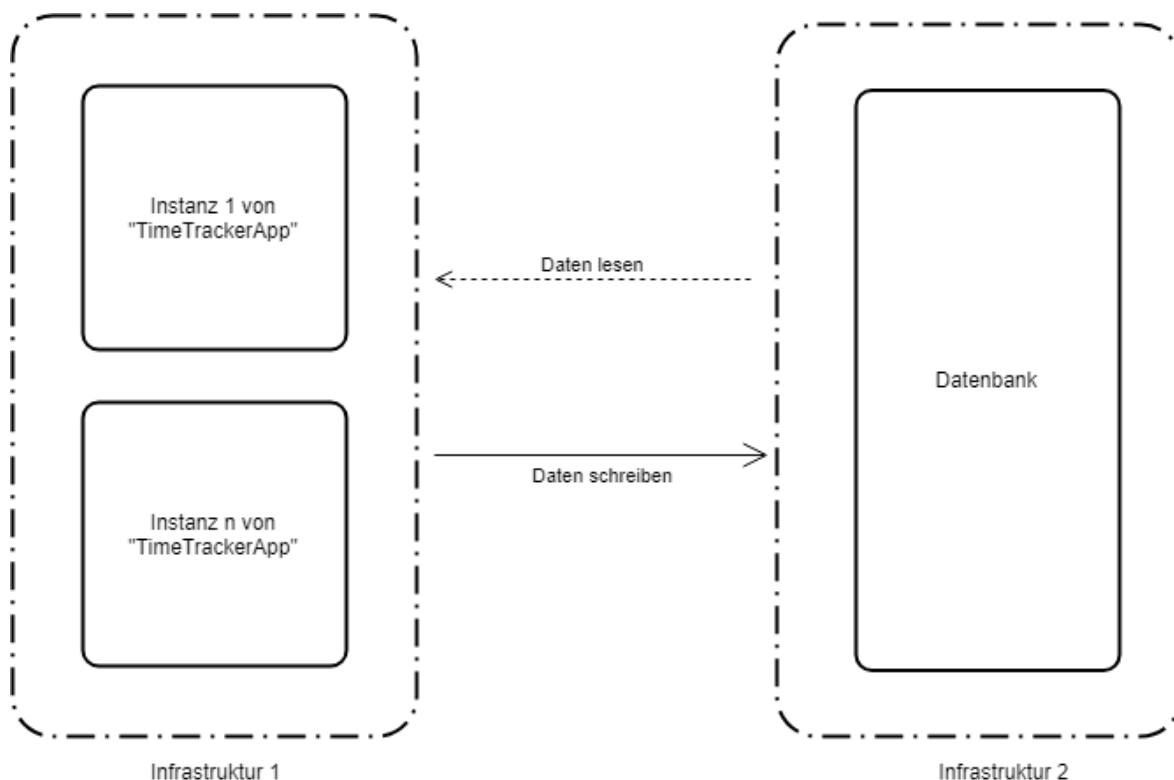 Instanz 1 von
"TimeTrackerApp"
Daten lesen
Datenbank
Daten schreiben
Instanz n von
"TimeTrackerApp"
Infrastruktur 1
Infrastruktur 2